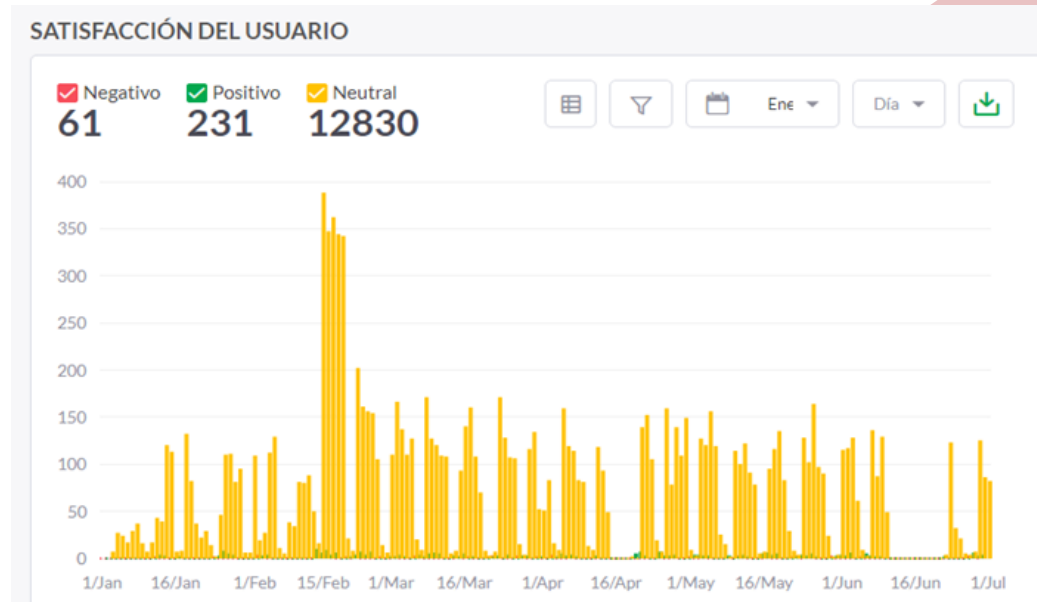 SATISFACCIÓN DEL USUARIO
Negativo Positivo Neutral
61 231 12830
Ene Día
400
350
300
250
200
150
100
50
0
1/Jan 16/Jan 1/Feb 15/Feb 1/Mar 16/Mar 1/Apr 16/Apr 1/May 16/May 1/Jun 16/Jun 1/Jul